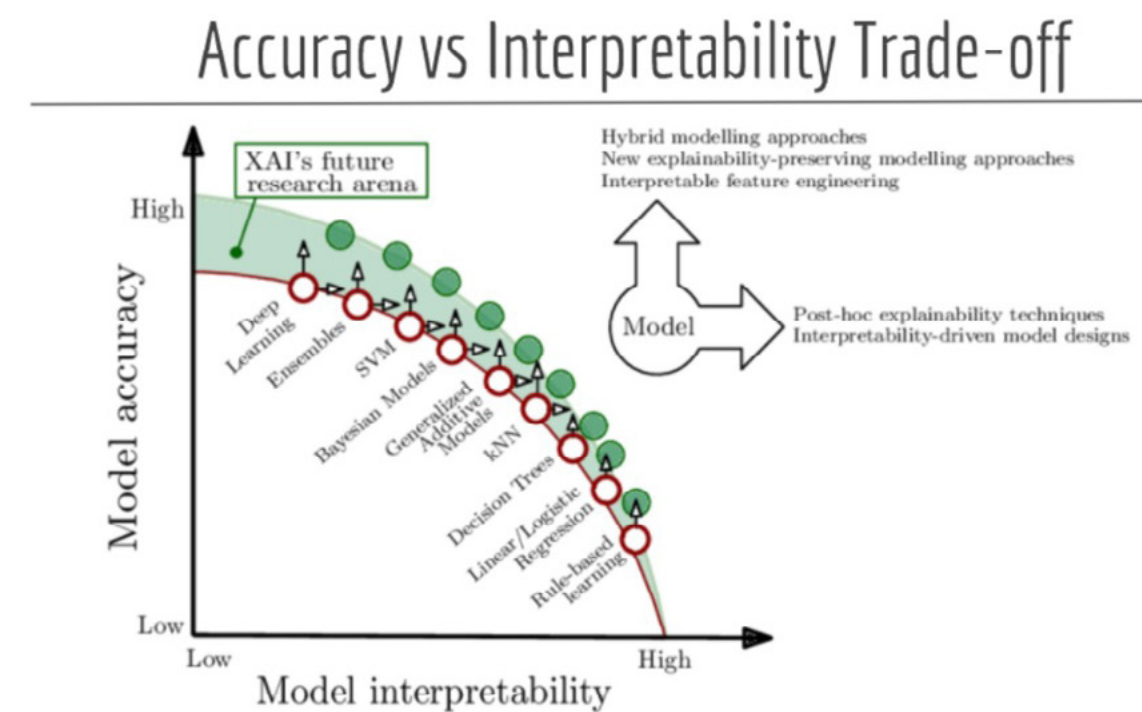 Accuracy vs Interpretability Trade-off
XAI's future
research arena
High
Model accuracy
Low
Low
High
Model interpretability
Deep
Learning
Ensembles
SVM
Bayesian Models
Generalized
Additive
Models
kNN
Decision Trees
Linear/Logistic
Regression
Rule-based
learning
Hybrid modelling approaches
New explainability-preserving modelling approaches
Interpretable feature engineering
Model
Post-hoc explainability techniques
Interpretability-driven model designs